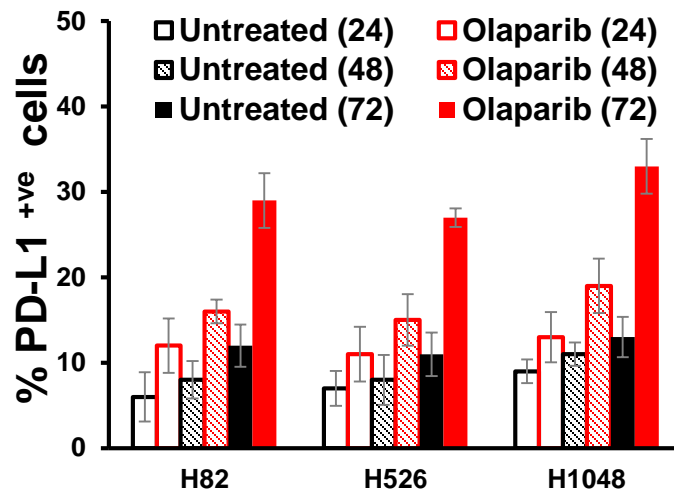 50
40
30
20
10
0
% PD-L1 +ve cells
Untreated (24) Olaparib (24)
Untreated (48) Olaparib (48)
Untreated (72) Olaparib (72)
H82 H526 H1048